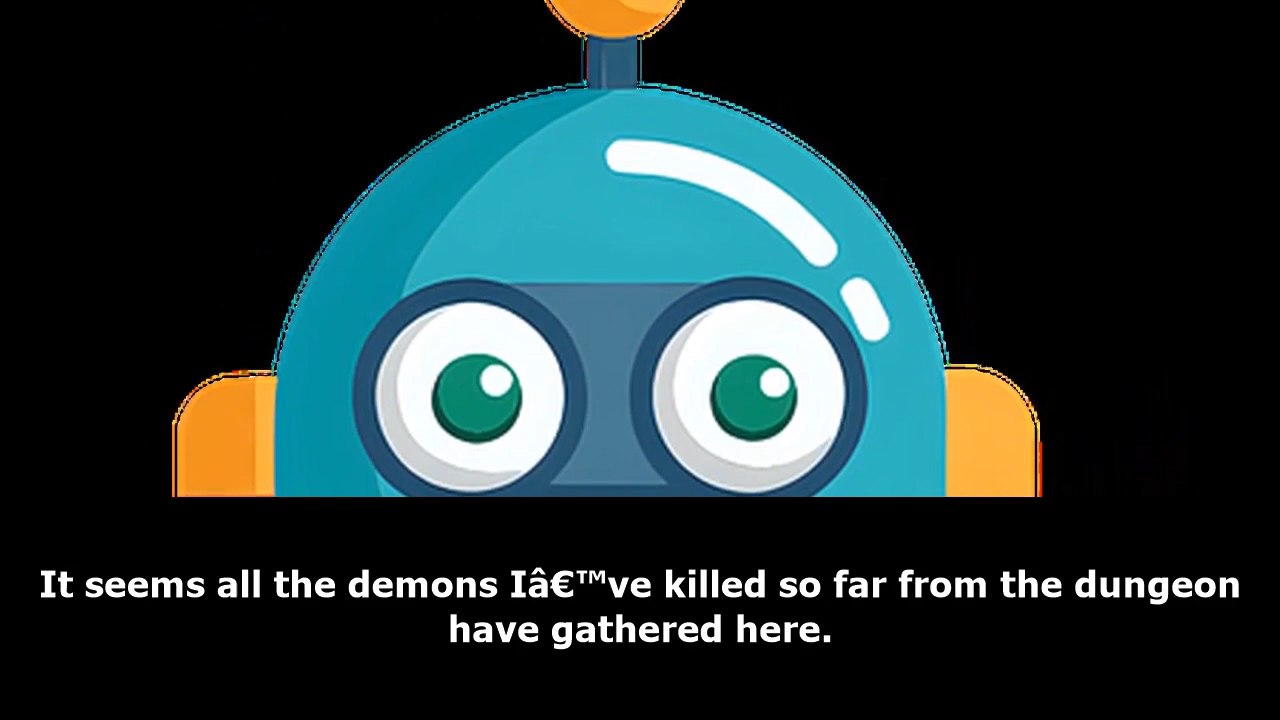 It seems all the demons Iâ€™ve killed so far from the dungeon
have gathered here.